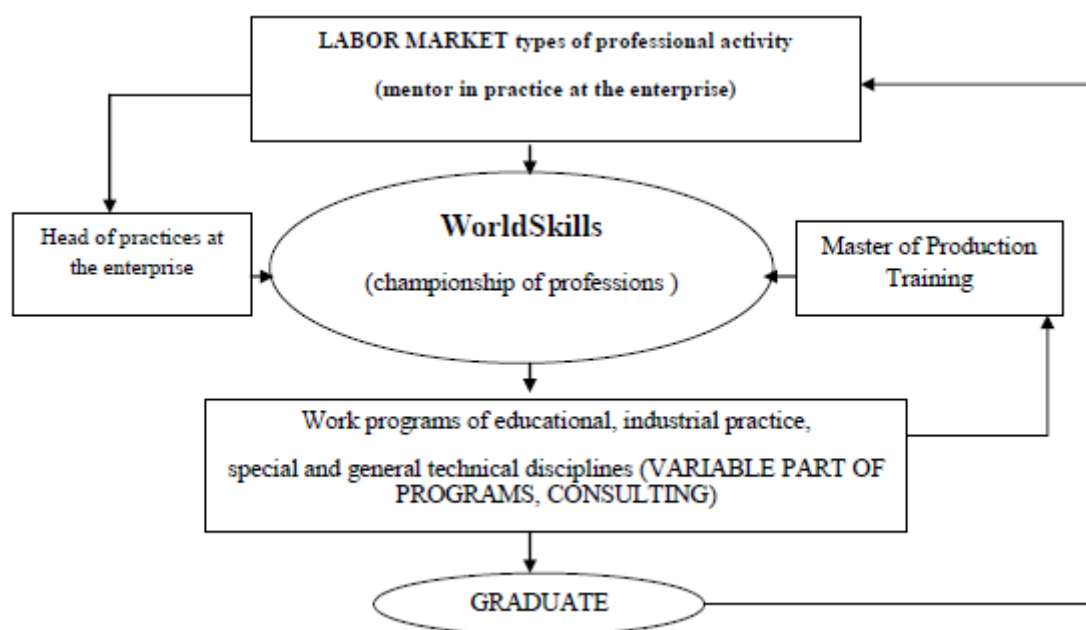 LABOR MARKET types of professional activity
(mentor in practice at the enterprise)
WorldSkills
(championship of professions )
Head of practices at
the enterprise
Master of Production
Training
Work programs of educational, industrial practice,
special and general technical disciplines (VARIABLE PART OF
PROGRAMS, CONSULTING)
GRADUATE